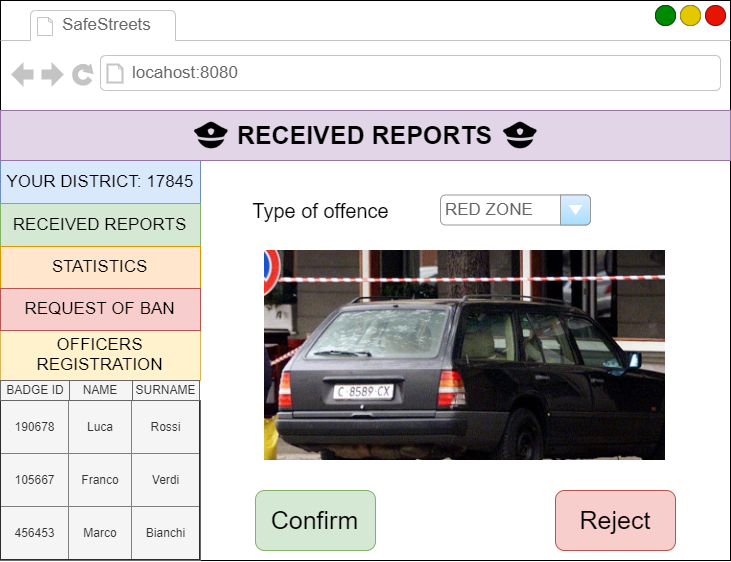 SafeStreets
locahost:8080
RECEIVED REPORTS
YOUR DISTRICT: 17845
RECEIVED REPORTS
STATISTICS
REQUEST OF BAN
OFFICERS
REGISTRATION
BADGE ID NAME SURNAME
190678 Luca Rossi
105667 Franco Verdi
456453 Marco Bianchi
Type of offence RED ZONE
C 8589 CX
Confirm Reject